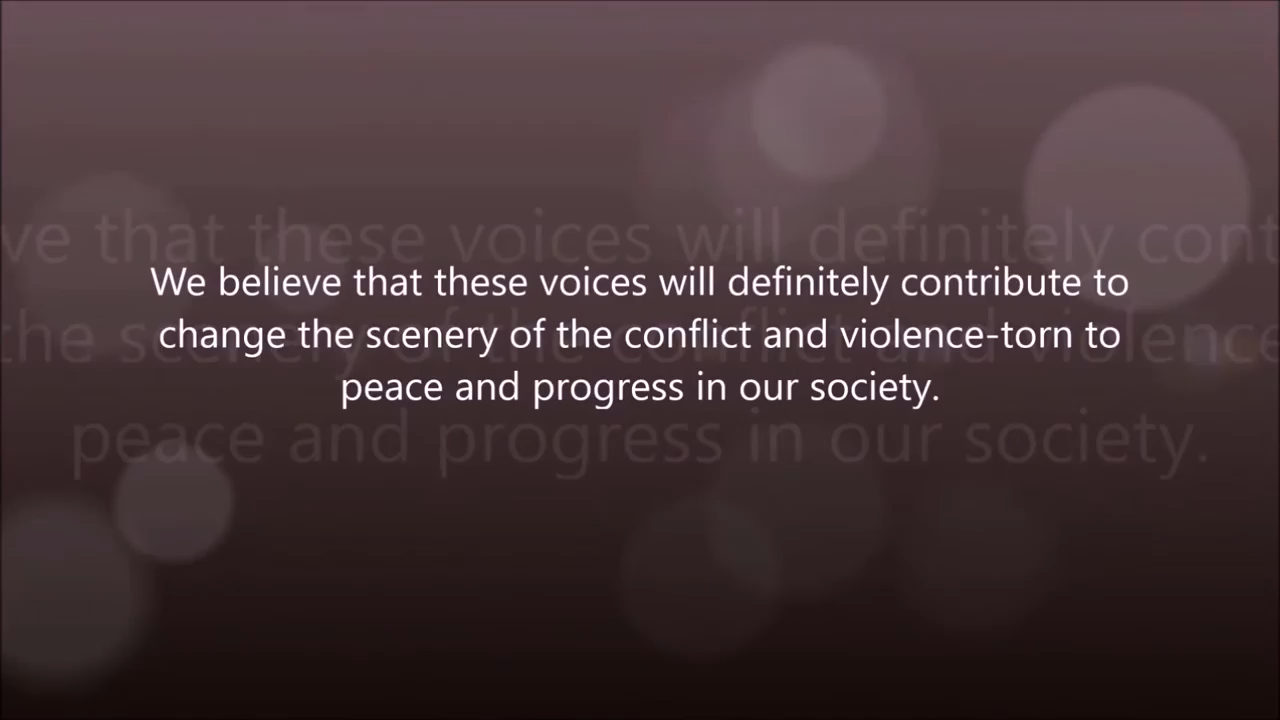 We believe that these voices will definitely contribute to
change the scenery of the conflict and violence-torn to
peace and progress in our society.